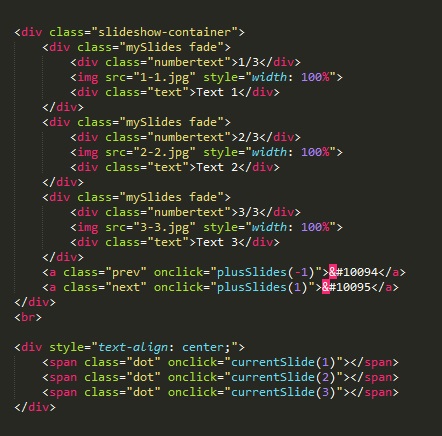 <div class="slideshow-container">
<div class="mySlides fade">
<div class="numbertext">1/3</div>
<img src="1-1.jpg" style="width: 100%">
<div class="text">Text 1</div>
</div>
<div class="mySlides fade">
<div class="numbertext">2/3</div>
<img src="2-2.jpg" style="width: 100%">
<div class="text">Text 2</div>
</div>
<div class="mySlides fade">
<div class="numbertext">3/3</div>
<img src="3-3.jpg" style="width: 100%">
<div class="text">Text 3</div>
</div>
<a class="prev" onclick="plusSlides(-1)">&#10094</a>
<a class="next" onclick="plusSlides(1)">&#10095</a>
</div>
<br>
<div style="text-align: center;">
<span class="dot" onclick="currentSlide(1)"></span>
<span class="dot" onclick="currentSlide(2)"></span>
<span class="dot" onclick="currentSlide(3)"></span>
</div>